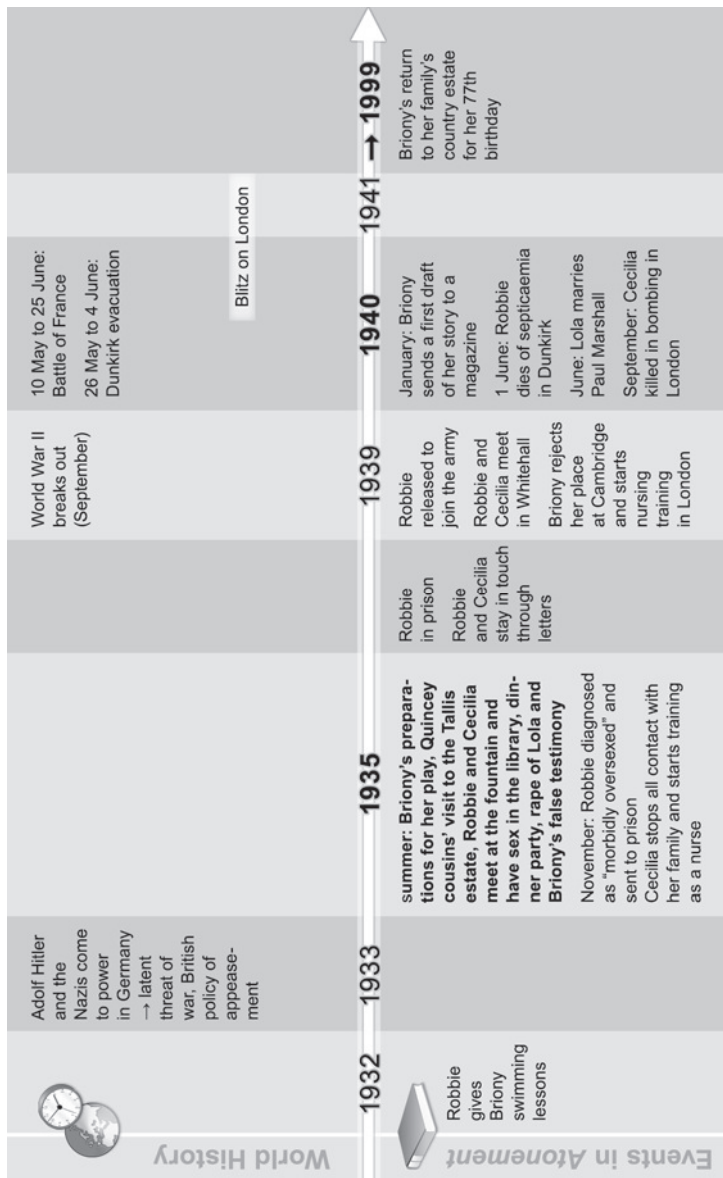 World History
Adolf Hitler
and the
Nazis come
to power
in Germany
→ latent
threat of
war, British
policy of
appease-
ment
World War II
breaks out
(September)
10 May to 25 June:
Battle of France
26 May to 4 June:
Dunkirk evacuation
Blitz on London
1932
1933
1935
1939
1940
1941
→ 1999
Events in Atonement
Robbie
gives
Briony
swimming
lessons
summer: Briony's prepara-
tions for her play, Quincey
cousins' visit to the Tallis
estate, Robbie and Cecilia
meet at the fountain and
have sex in the library, din-
ner party, rape of Lola and
Briony's false testimony
November: Robbie diagnosed
as "morbidly oversexed" and
sent to prison
Cecilia stops all contact with
her family and starts training
as a nurse
Robbie
in prison
Robbie
and Cecilia
stay in touch
through
letters
Robbie
released to
join the army
Robbie and
Cecilia meet
in Whitehall
Briony rejects
her place
at Cambridge
and starts
nursing
training
in London
January: Briony
sends a first draft
of her story to a
magazine
1 June: Robbie
dies of septicaemia
in Dunkirk
June: Lola marries
Paul Marshall
September: Cecilia
killed in bombing in
London
Briony's return
to her family's
country estate
for her 77th
birthday